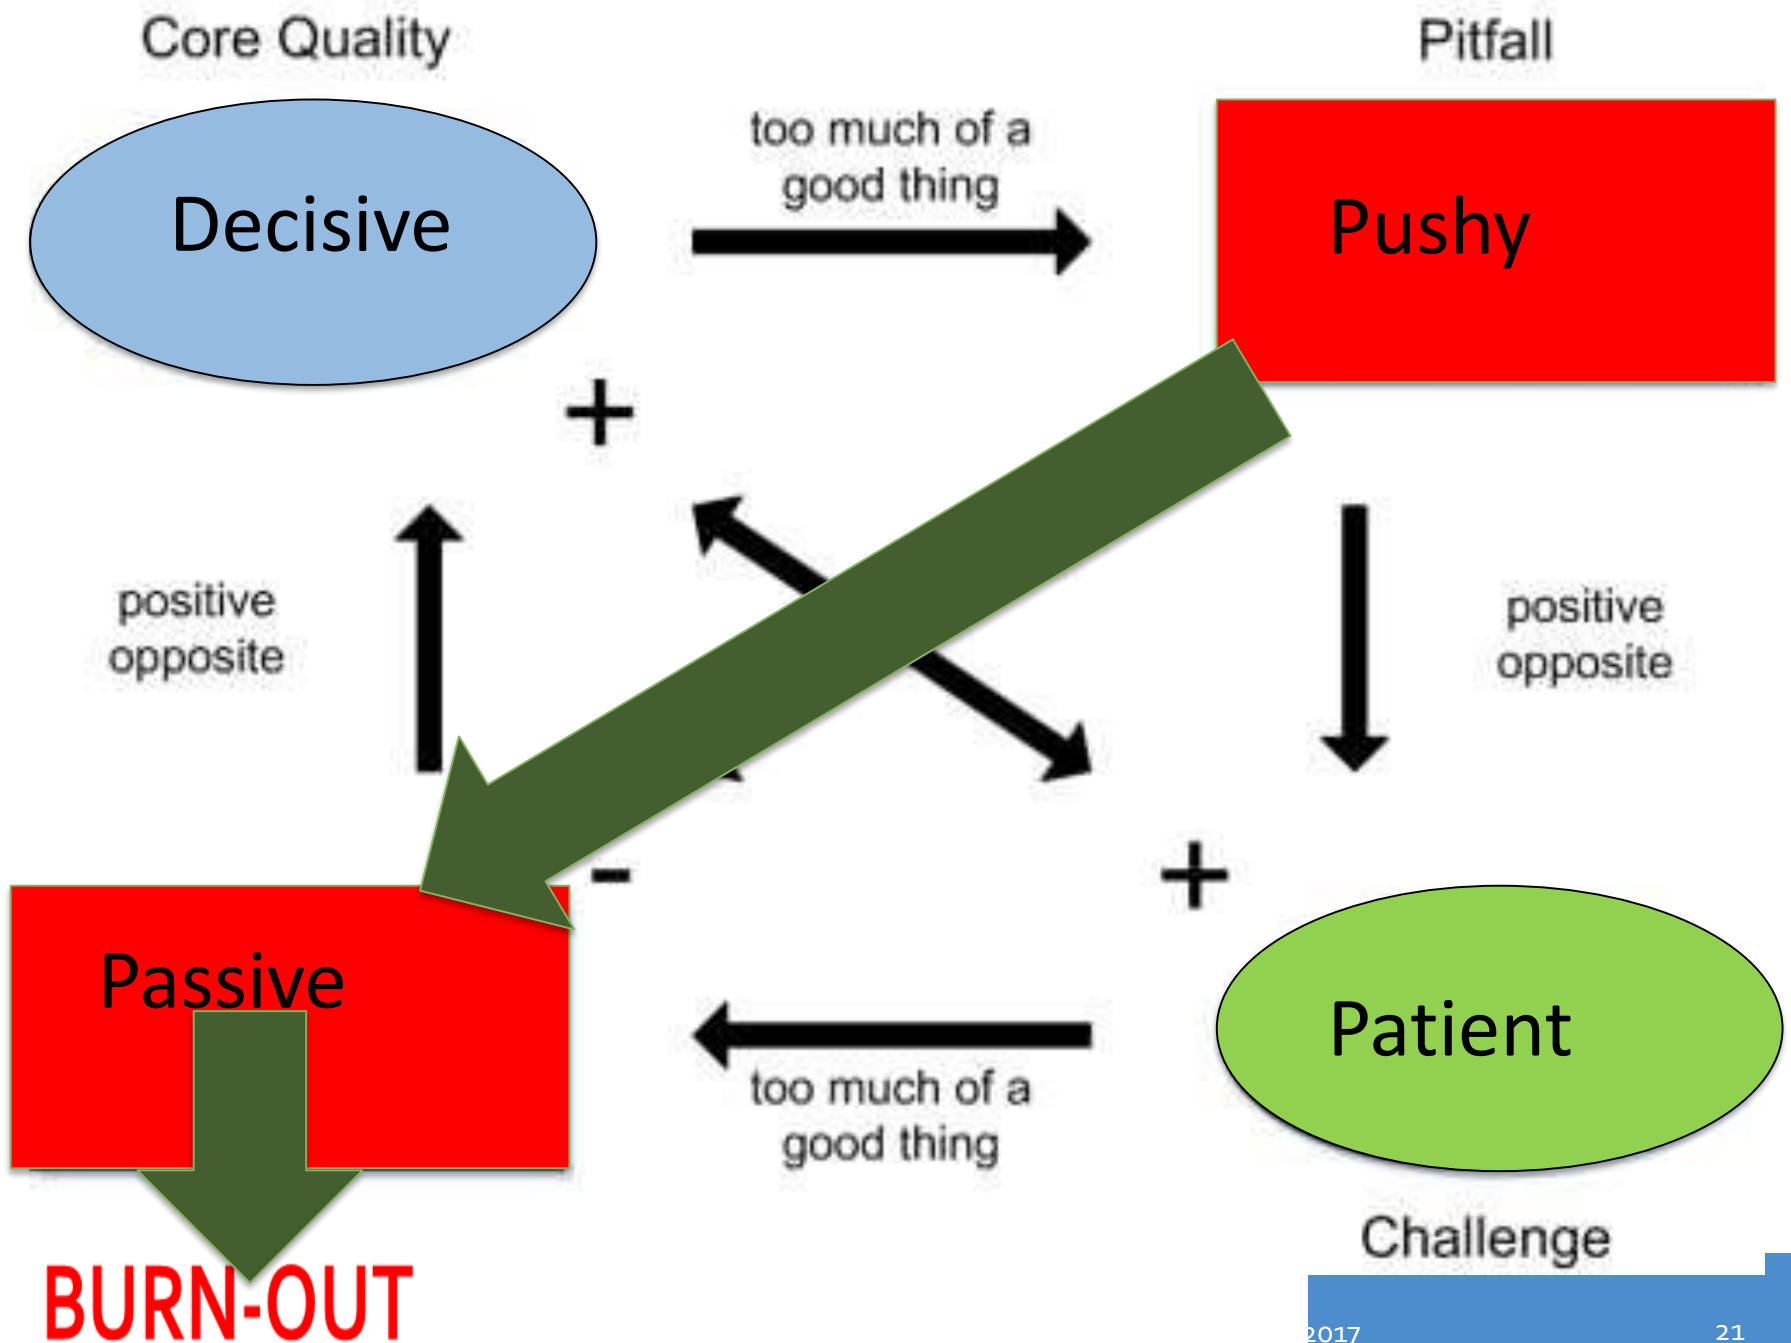 Core Quality
Pitfall
Decisive
too much of a
good thing
Pushy
+
positive
opposite
positive
opposite
-
+
Passive
Patient
too much of a
good thing
Challenge
BURN-OUT
2017
21